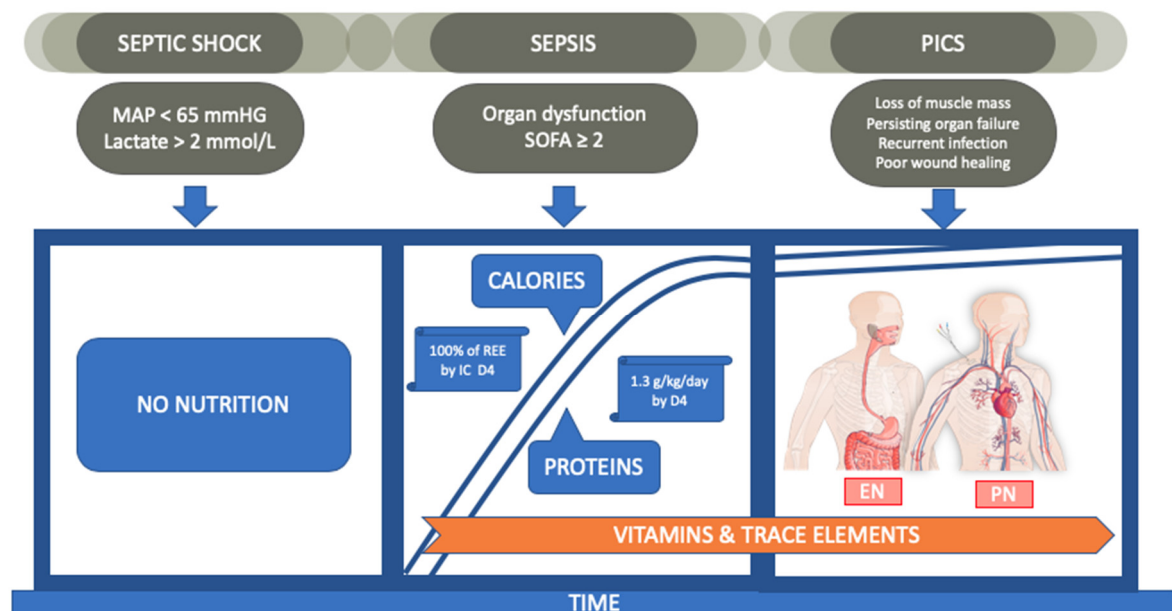 SEPTIC SHOCK
SEPSIS
PICS
MAP < 65 mmHG
Lactate > 2 mmol/L
Organ dysfunction
SOFA ≥ 2
Loss of muscle mass
Persisting organ failure
Recurrent infection
Poor wound healing
NO NUTRITION
CALORIES
100% of REE
by IC D4
1.3 g/kg/day
by D4
PROTEINS
EN
PN
VITAMINS & TRACE ELEMENTS
TIME